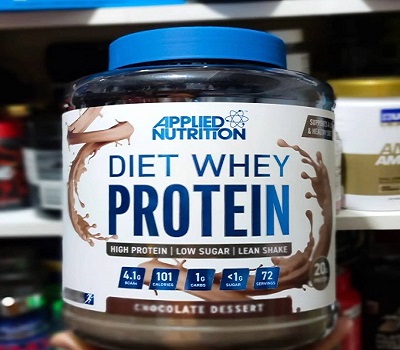 APPLIED
NUTRITION
DIET WHEY
PROTEIN
HIGH PROTEIN | LOW SUGAR | LEAN SHAKE
4.1g 101 1g <1g 72
BCAAs CALORIES CARBS SUGAR SERVINGS
CHOCOLATE DESSERT